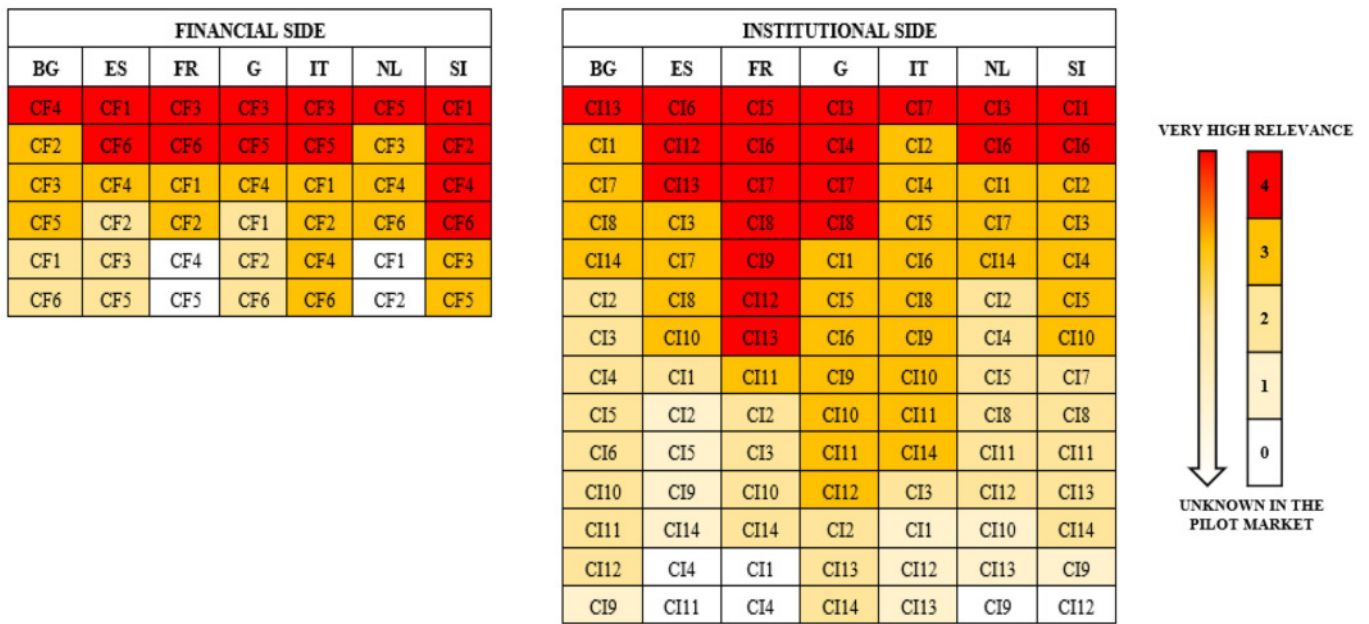 FINANCIAL SIDE
BG ES FR G IT NL SI
CF4 CF1 CF3 CF3 CF3 CF5 CF1
CF2 CF6 CF6 CF5 CF5 CF3 CF2
CF3 CF4 CF1 CF4 CF1 CF4 CF4
CF5 CF2 CF2 CF1 CF2 CF6 CF6
CF1 CF3 CF4 CF2 CF4 CF1 CF3
CF6 CF5 CF5 CF6 CF6 CF2 CF5
INSTITUTIONAL SIDE
BG ES FR G IT NL SI
CI13 CI6 CI5 CI3 CI7 CI3 CI1
CI1 CI12 CI6 CI4 CI2 CI6 CI6
CI7 CI13 CI7 CI7 CI4 CI1 CI2
CI8 CI3 CI8 CI8 CI5 CI7 CI3
CI14 CI7 CI9 CI1 CI6 CI14 CI4
CI2 CI8 CI12 CI5 CI8 CI2 CI5
CI3 CI10 CI13 CI6 CI9 CI4 CI10
CI4 CI1 CI11 CI9 CI10 CI5 CI7
CI5 CI2 CI2 CI10 CI11 CI8 CI8
CI6 CI5 CI3 CI11 CI14 CI11 CI11
CI10 CI9 CI10 CI12 CI3 CI12 CI13
CI11 CI14 CI14 CI2 CI1 CI10 CI14
CI12 CI4 CI1 CI13 CI12 CI13 CI9
CI9 CI11 CI4 CI14 CI13 CI9 CI12
VERY HIGH RELEVANCE
4
3
2
1
0
UNKNOWN IN THE
PILOT MARKET